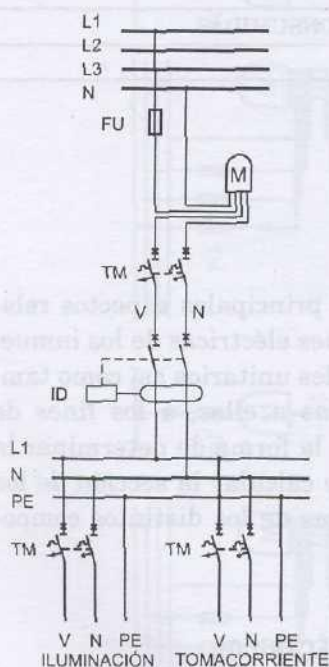 L1
L2
L3
N
FU
M
TM
V N
ID
L1
N
PE
TM TM
V N PE V N PE
ILUMINACIÓN TOMACORRIENTE